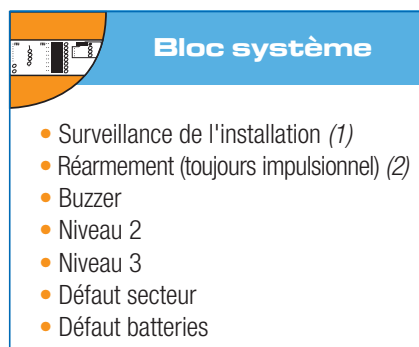 Bloc système
• Surveillance de l'installation (1)
• Réarmement (toujours impulsionnel) (2)
• Buzzer
• Niveau 2
• Niveau 3
• Défaut secteur
• Défaut batteries